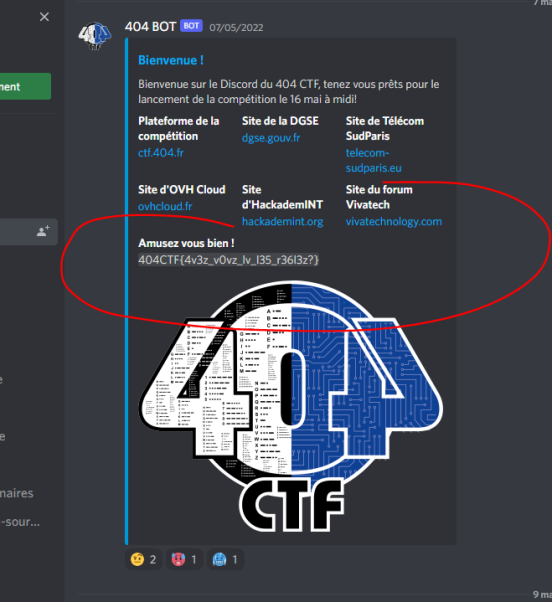 7 ma
404 BOT BOT 07/05/2022
Bienvenue !
Bienvenue sur le Discord du 404 CTF, tenez vous prêts pour le
lancement de la compétition le 16 mai à midi!
Plateforme de la
compétition
ctf.404.fr
Site de la DGSE
dgse.gouv.fr
Site de Télécom
SudParis
telecom-
sudparis.eu
Site d'OVH Cloud
ovhcloud.fr
Site
d'HackademINT
hackademint.org
Site du forum
Vivatech
vivatechnology.com
Amusez vous bien !
404CTF{4v3z_v0vz_lv_l35_r36l3z?}
404
CTF
2 1 1
ment
e
e
naires
-sour...
9 ma